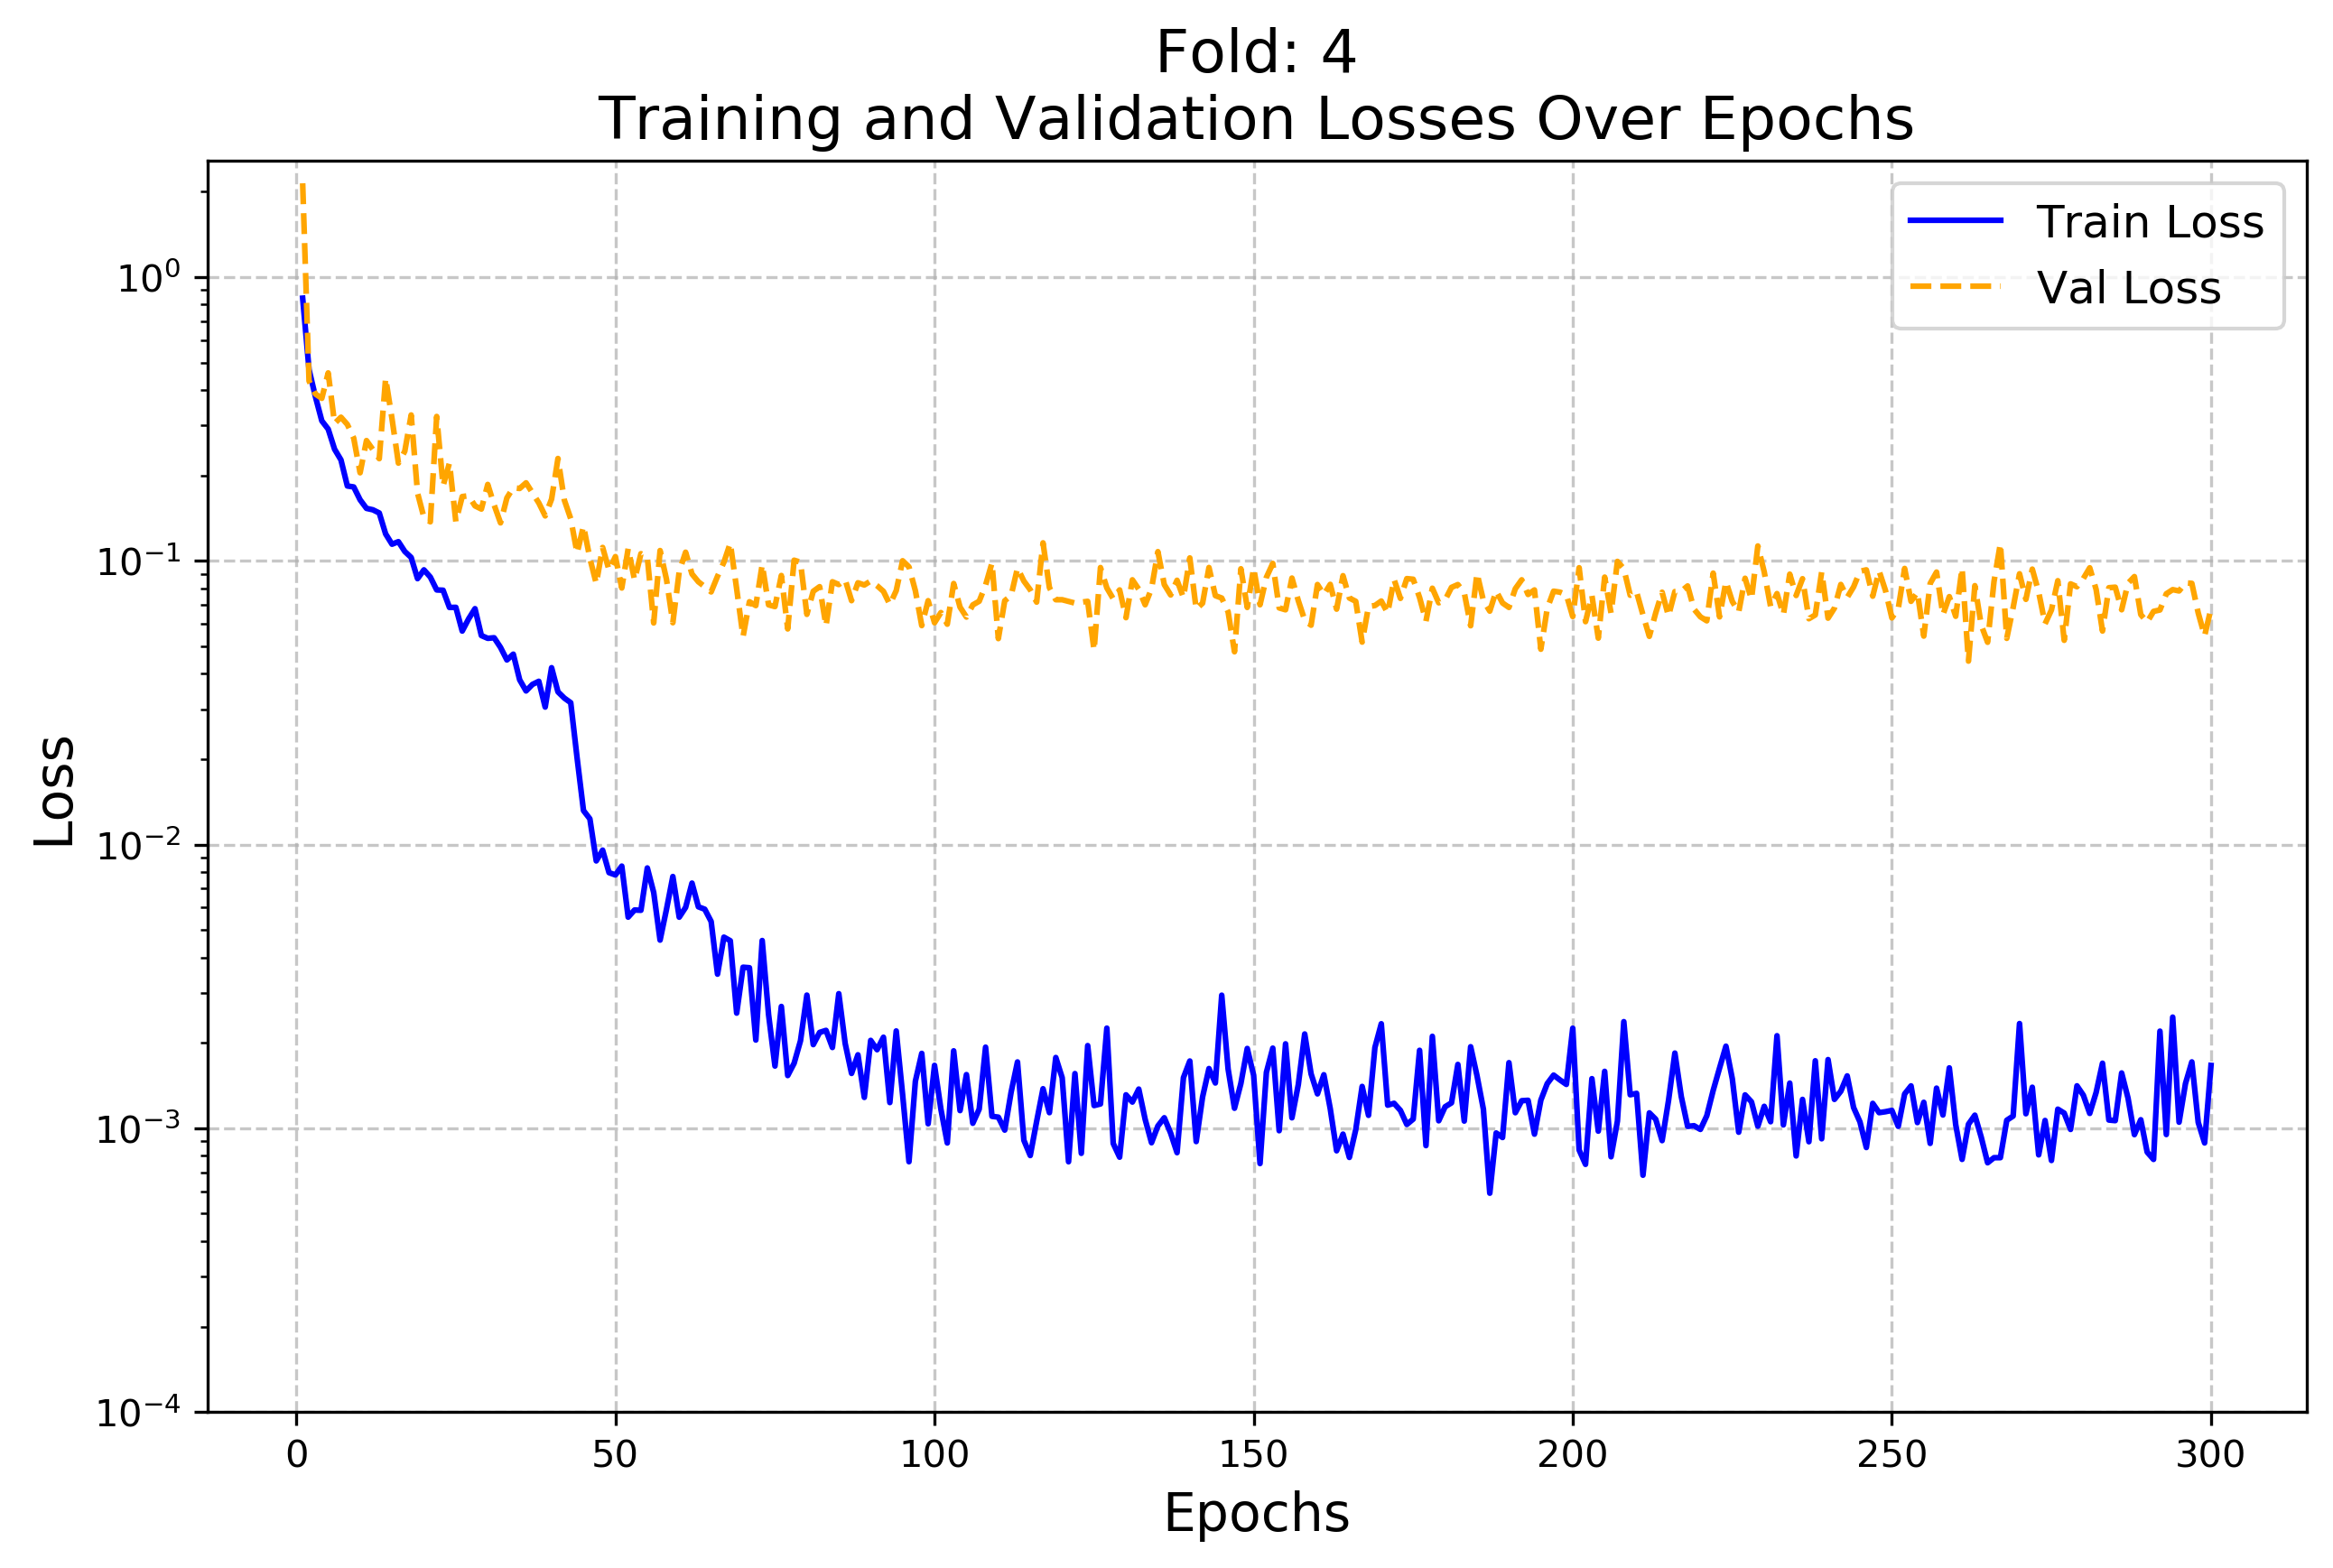 Fold: 4
Training and Validation Losses Over Epochs
Train Loss
Val Loss
10⁰
10⁻¹
10⁻²
10⁻³
10⁻⁴
Loss
0 50 100 150 200 250 300
Epochs